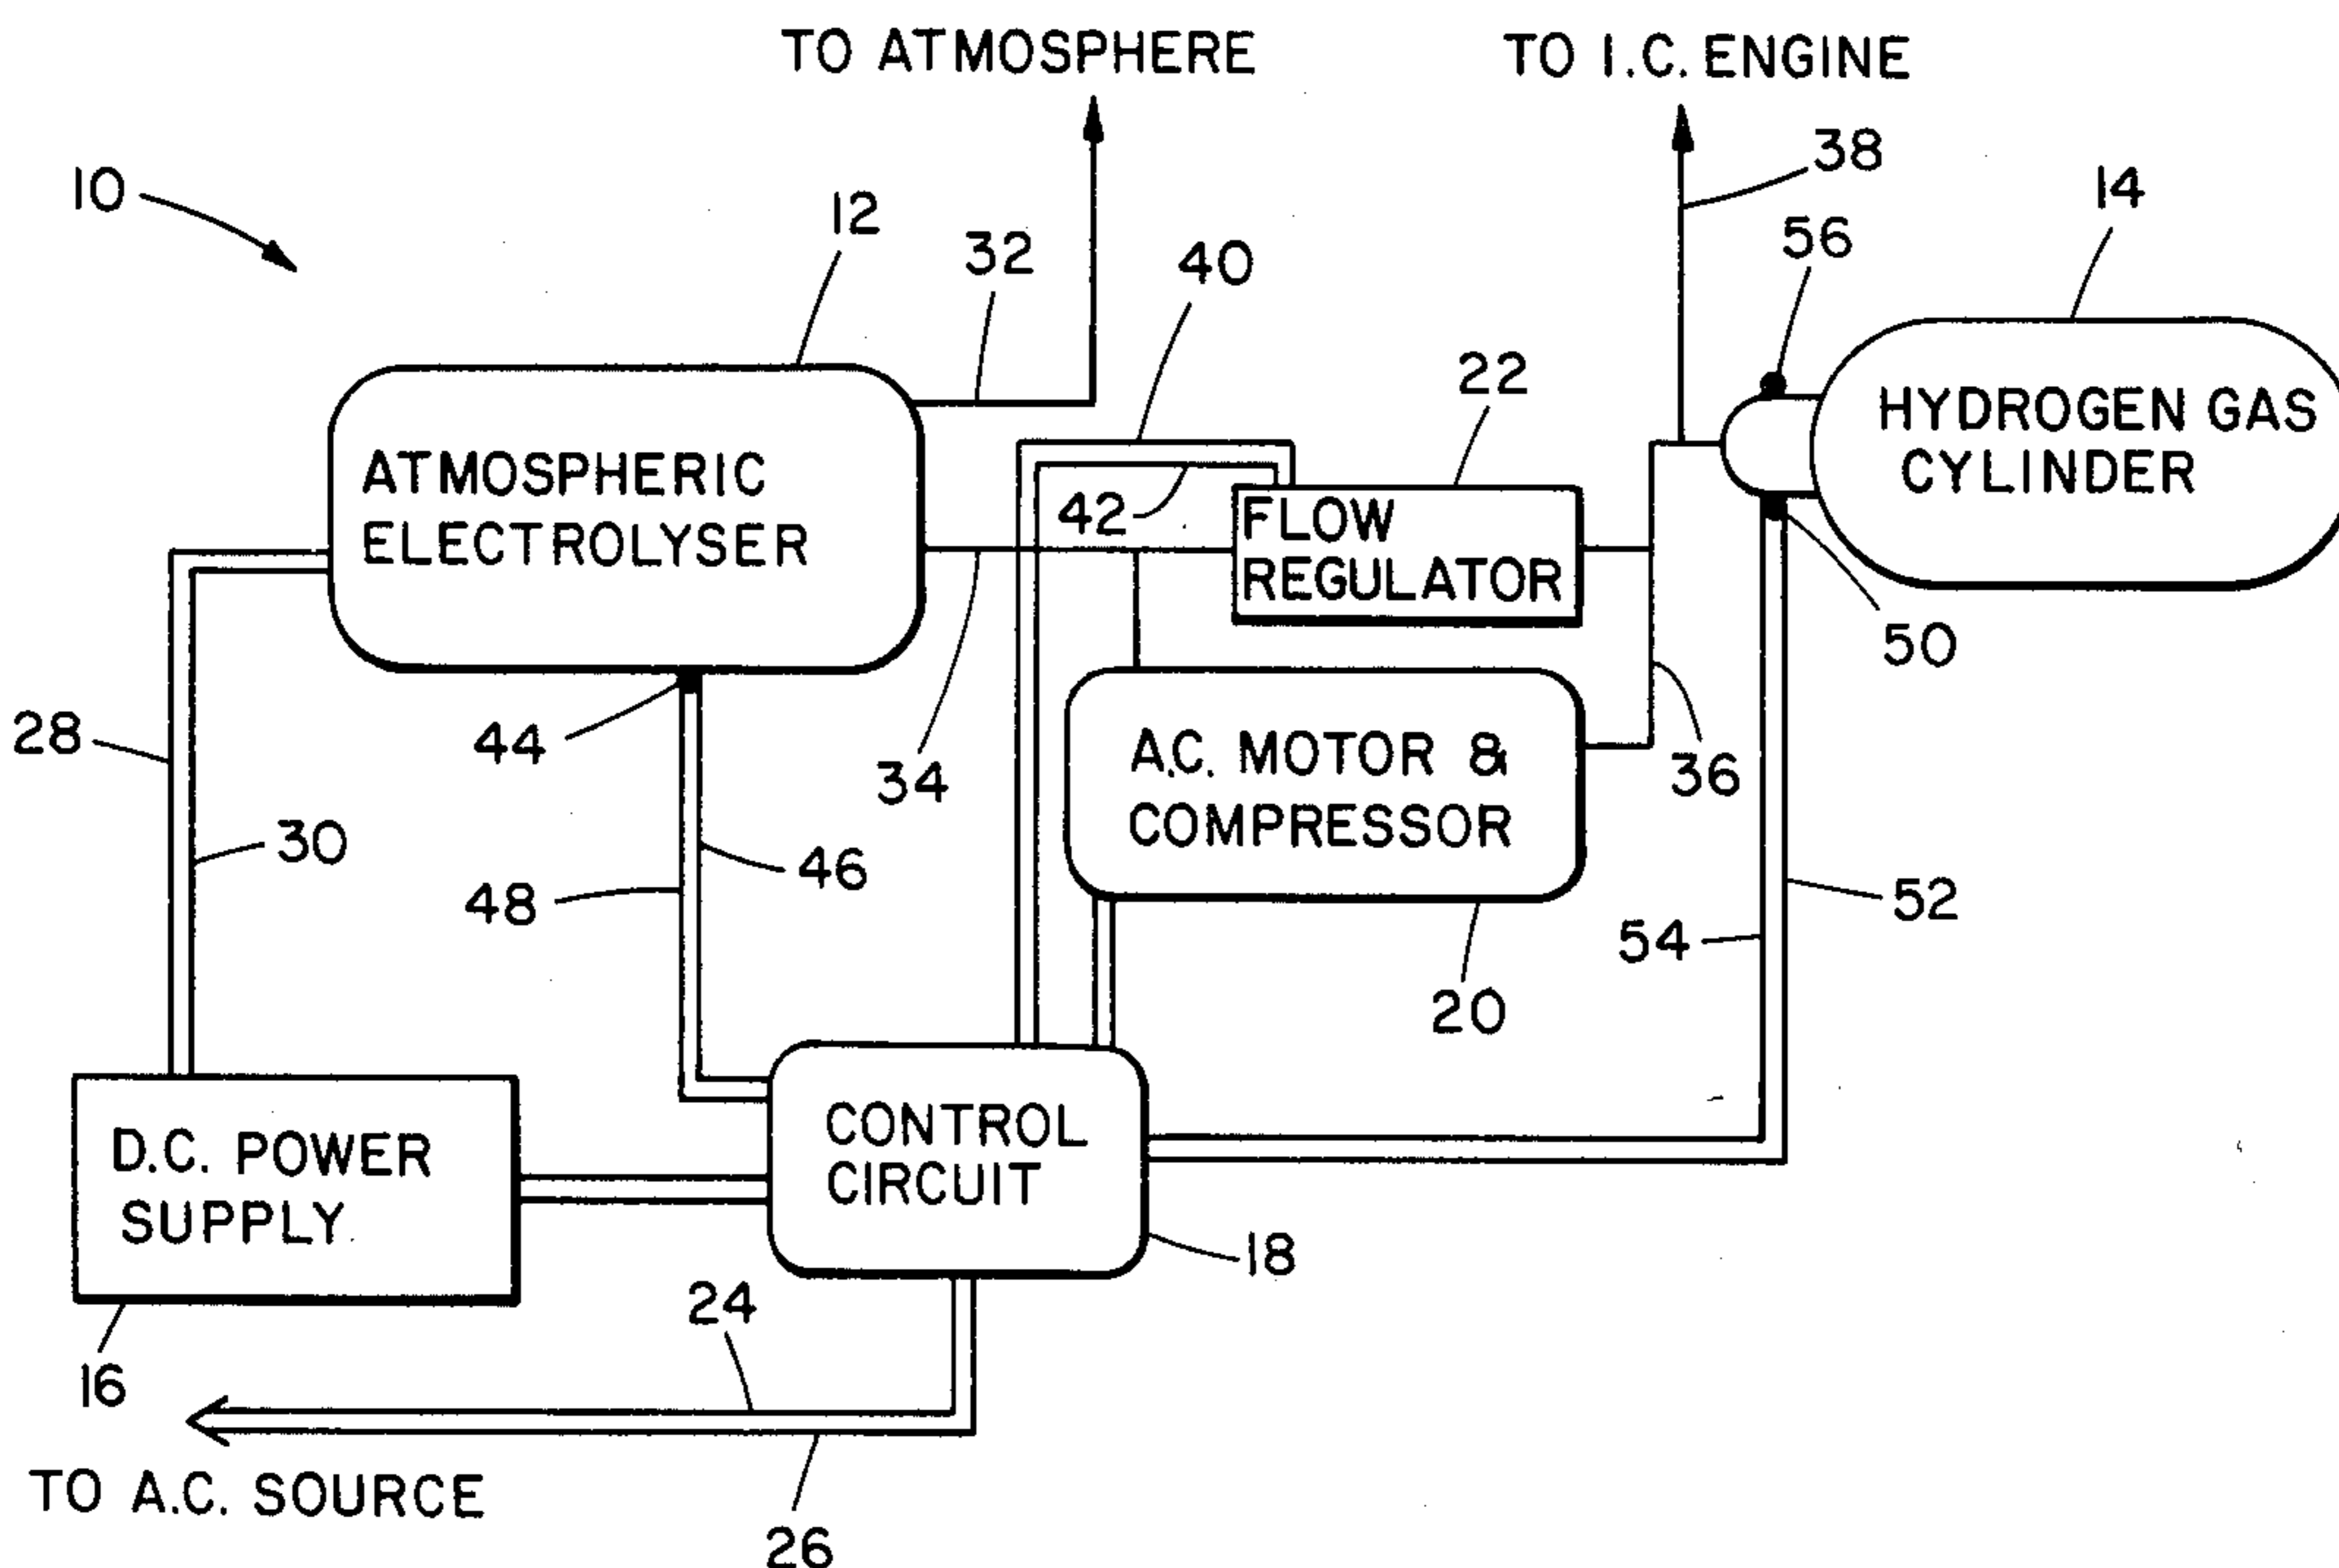 TO ATMOSPHERE
TO I.C. ENGINE
38
10
12
14
32
40
56
22
HYDROGEN GAS
CYLINDER
ATMOSPHERIC
ELECTROLYSER
42
FLOW
REGULATOR
50
28
44
34
A.C. MOTOR &
COMPRESSOR
36
30
46
48
52
54
20
D.C. POWER
SUPPLY
CONTROL
CIRCUIT
18
24
16
TO A.C. SOURCE
26